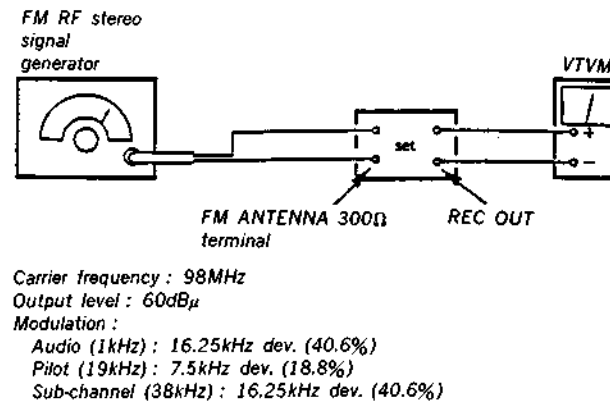 FM RF stereo
signal
generator
VTVM
+
set
−
FM ANTENNA 300Ω
terminal
REC OUT
Carrier frequency : 98MHz
Output level : 60dBμ
Modulation :
Audio (1kHz) : 16.25kHz dev. (40.6%)
Pilot (19kHz) : 7.5kHz dev. (18.8%)
Sub-channel (38kHz) : 16.25kHz dev. (40.6%)